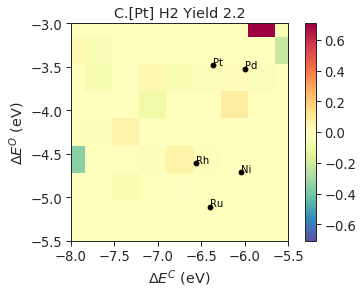 C.[Pt] H2 Yield 2.2
−3.0
−3.5
−4.0
−4.5
−5.0
−5.5
ΔE^O (eV)
Pt
Pd
Rh
Ni
Ru
−8.0 −7.5 −7.0 −6.5 −6.0 −5.5
ΔE^C (eV)
0.6
0.4
0.2
0.0
−0.2
−0.4
−0.6